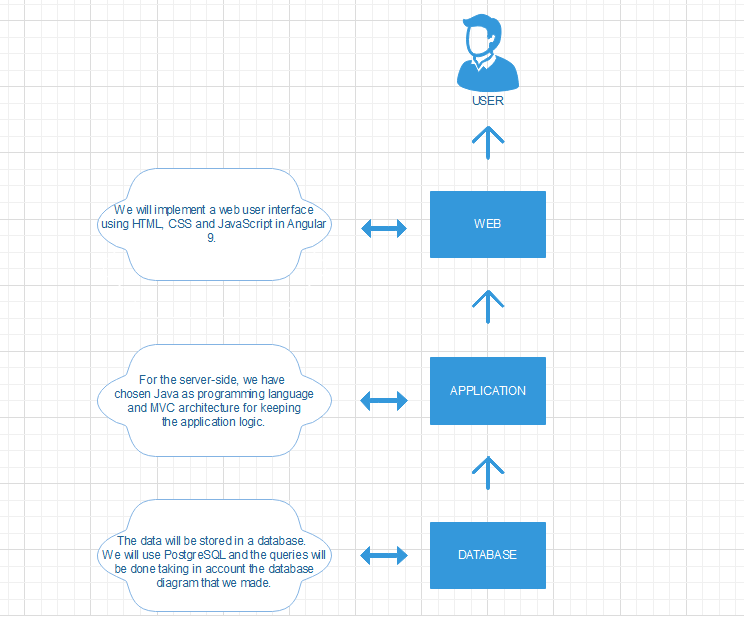 USER
We will implement a web user interface
using HTML, CSS and JavaScript in Angular
9.
WEB
For the server-side, we have
chosen Java as programming language
and MVC architecture for keeping
the application logic.
APPLICATION
The data will be stored in a database.
We will use PostgreSQL and the queries will
be done taking in account the database
diagram that we made.
DATABASE